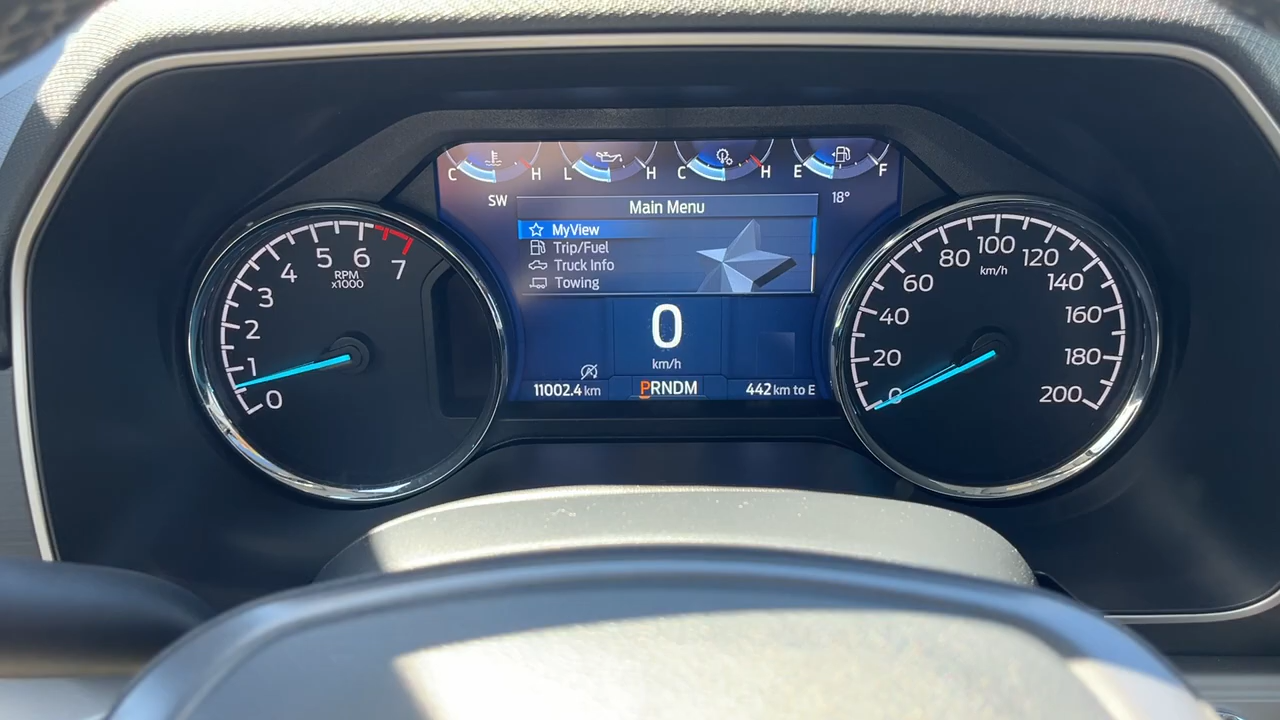 C H L H C H E F
SW 18°
Main Menu
MyView
Trip/Fuel
Truck Info
Towing
0
km/h
11002.4 km
PRNDM
442 km to E
0 1 2 3 4 5 6 7
RPM
x1000
0 20 40 60 80 100 120 140 160 180 200
km/h